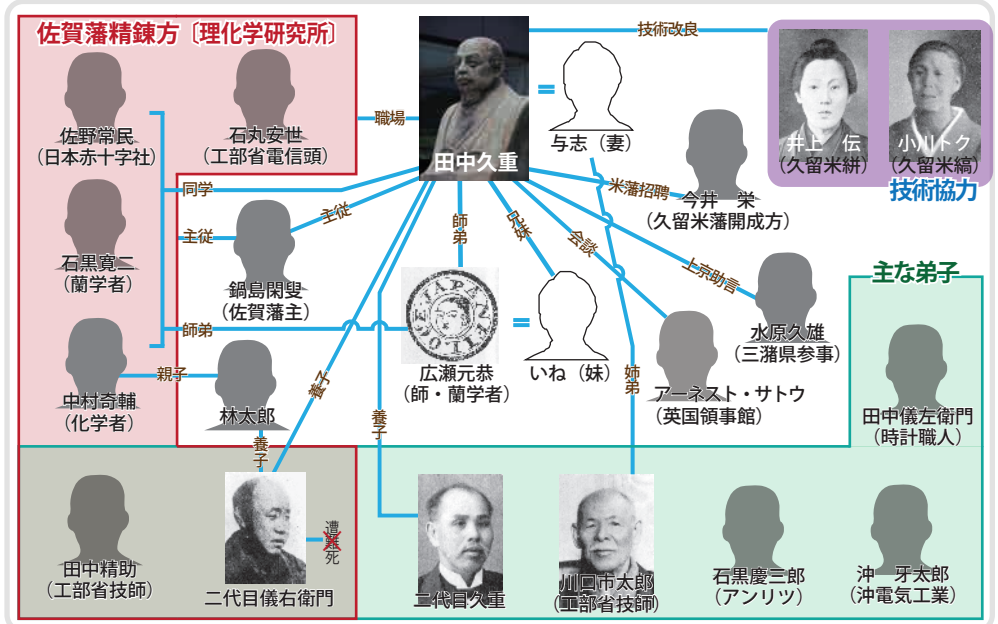 佐賀藩精錬方〔理化学研究所〕
佐野常民
(日本赤十字社)
石丸安世
(工部省電信頭)
職場
田中久重
技術改良
与志（妻）
井上　伝
(久留米絣)
小川トク
(久留米縞)
技術協力
同学
主従
主従
師弟
兄妹
会談
米藩招聘
今井　栄
(久留米藩開成方)
上京助言
石黒寛二
(蘭学者)
鍋島閑叟
(佐賀藩主)
師弟
JAPAN
広瀬元恭
(師・蘭学者)
いね（妹）
姉弟
水原久雄
(三潴県参事)
アーネスト・サトウ
(英国領事館)
主な弟子
田中儀左衛門
(時計職人)
中村奇輔
(化学者)
親子
林太郎
養子
養子
養子
田中精助
(工部省技師)
二代目儀右衛門
遭難死
二代目久重
川口市太郎
(工部省技師)
石黒慶三郎
(アンリツ)
沖　牙太郎
(沖電気工業)